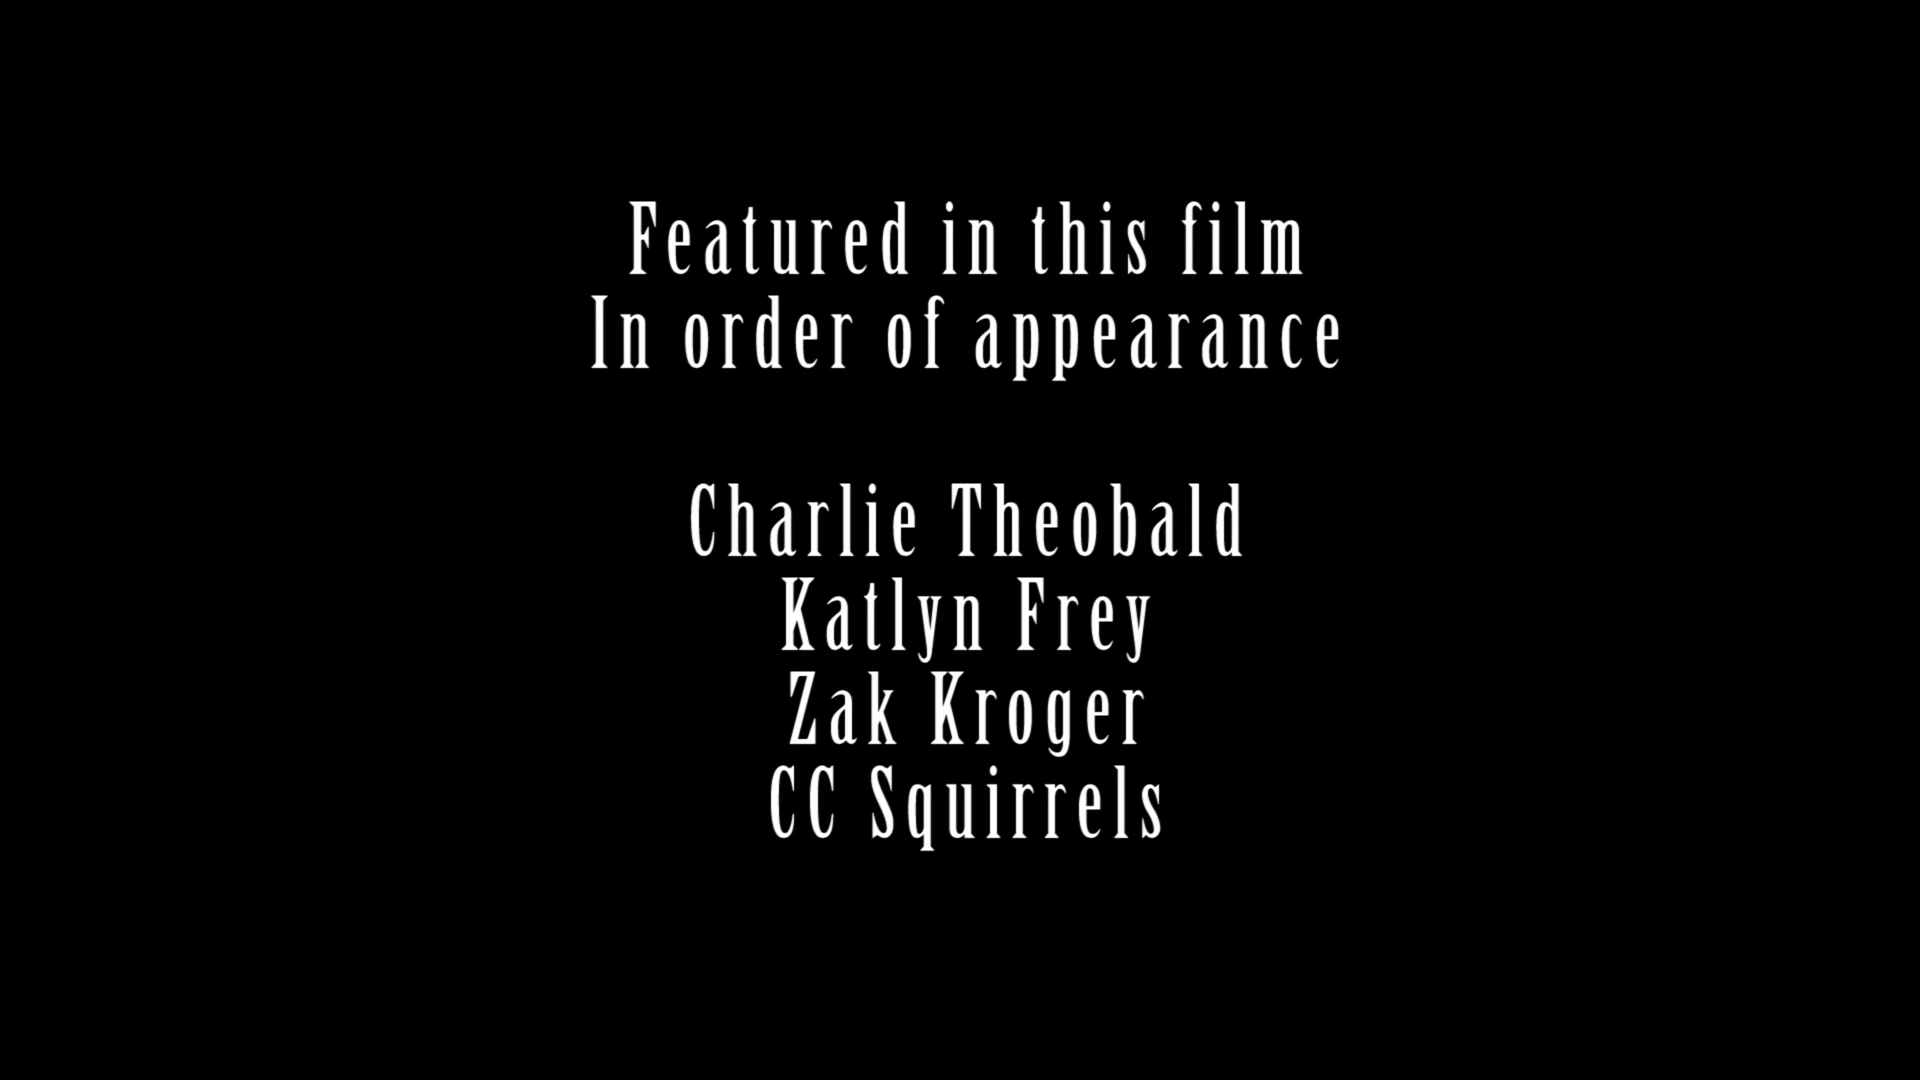 Featured in this film
In order of appearance
Charlie Theobald
Katlyn Frey
Zak Kroger
CC Squirrels